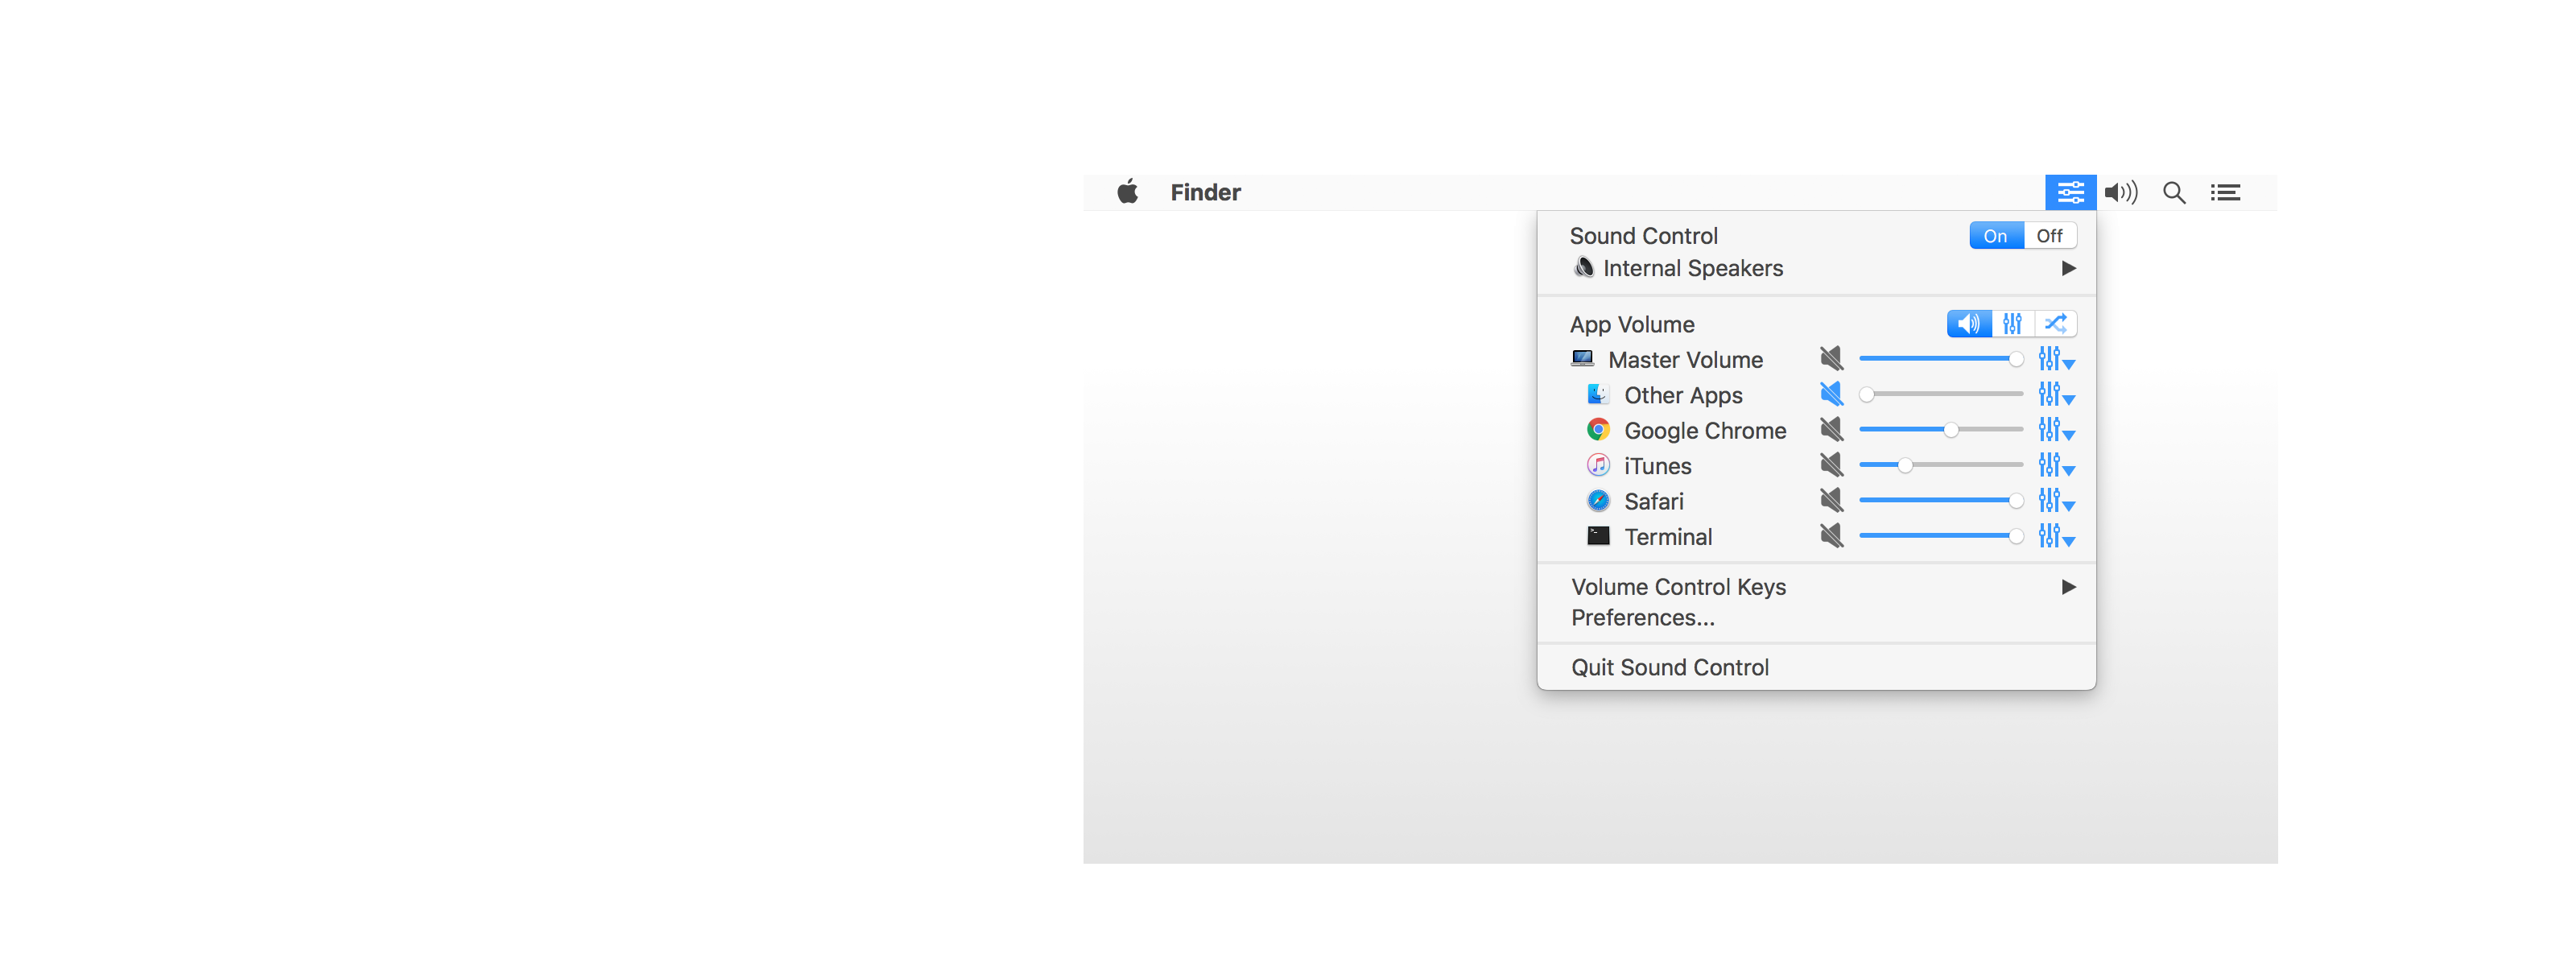 Finder
Sound Control On Off
Internal Speakers
App Volume
Master Volume
Other Apps
Google Chrome
iTunes
Safari
Terminal
Volume Control Keys
Preferences...
Quit Sound Control